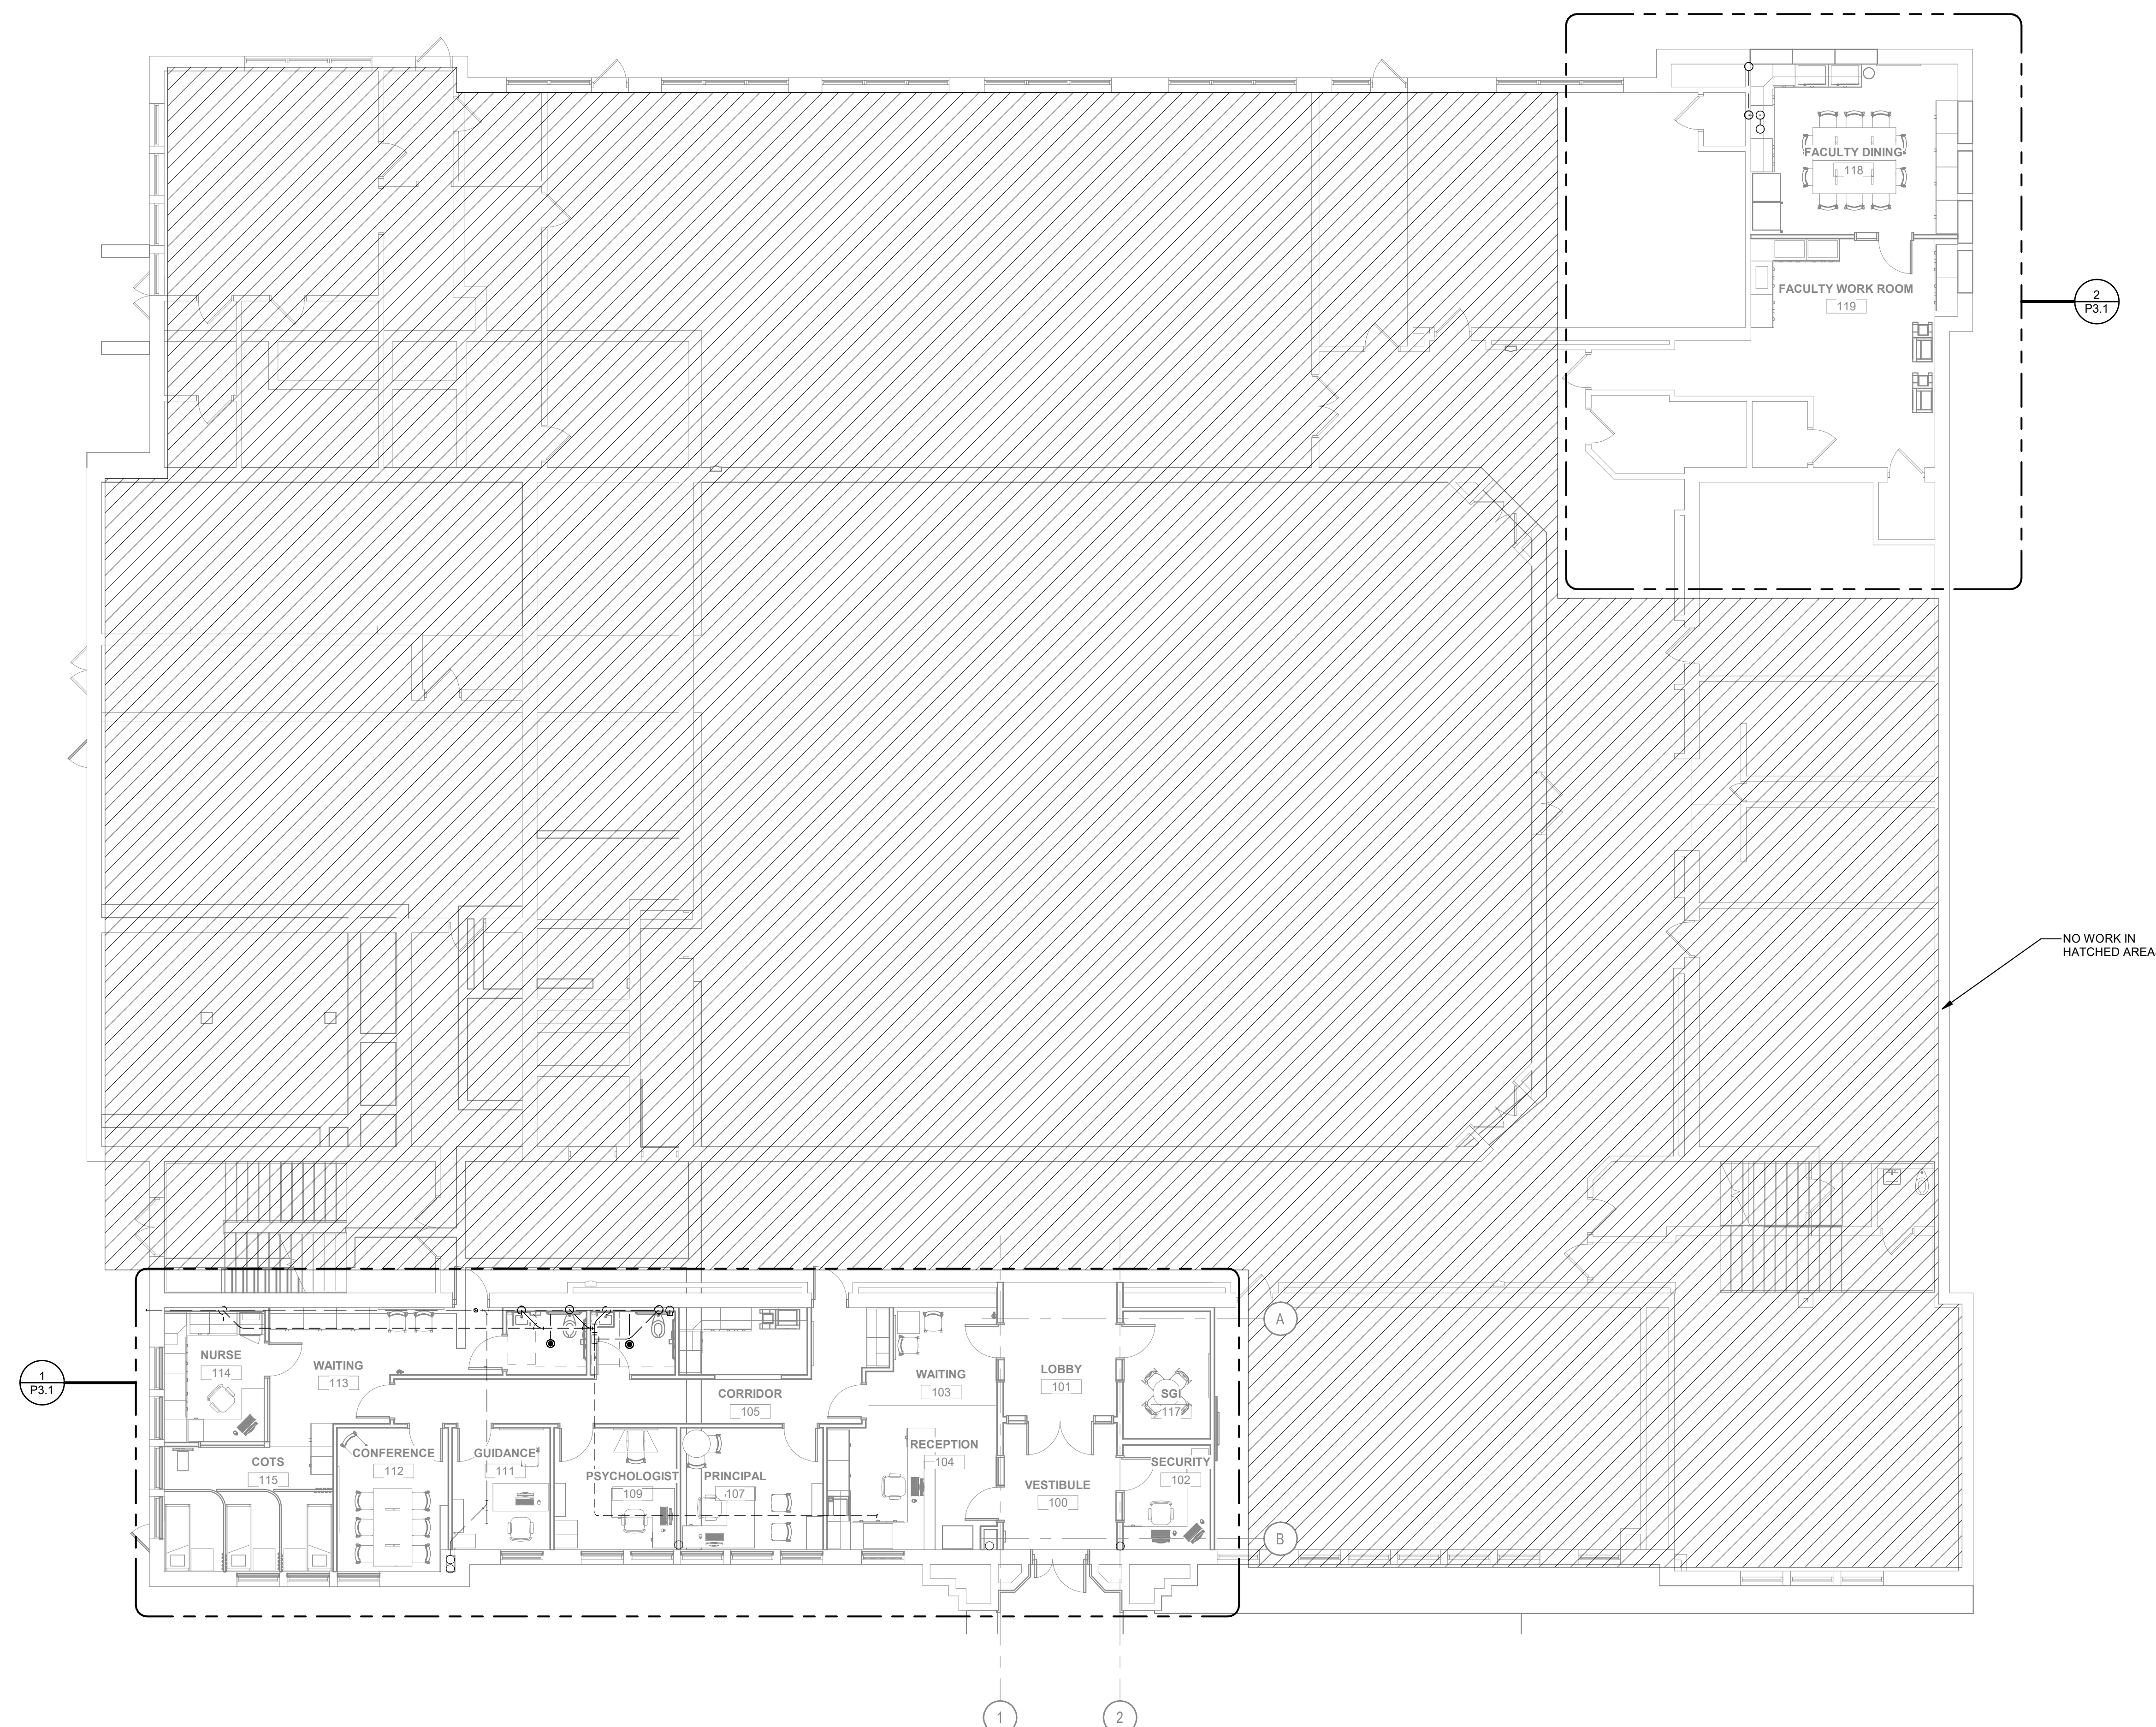 FACULTY DINING
118
FACULTY WORK ROOM
119
2
P3.1
NO WORK IN
HATCHED AREA
A
1
P3.1
NURSE
114
WAITING
113
CORRIDOR
105
WAITING
103
LOBBY
101
SGI
117
COTS
115
CONFERENCE
112
GUIDANCE
111
PSYCHOLOGIST
109
PRINCIPAL
107
RECEPTION
104
VESTIBULE
100
SECURITY
102
B
1
2